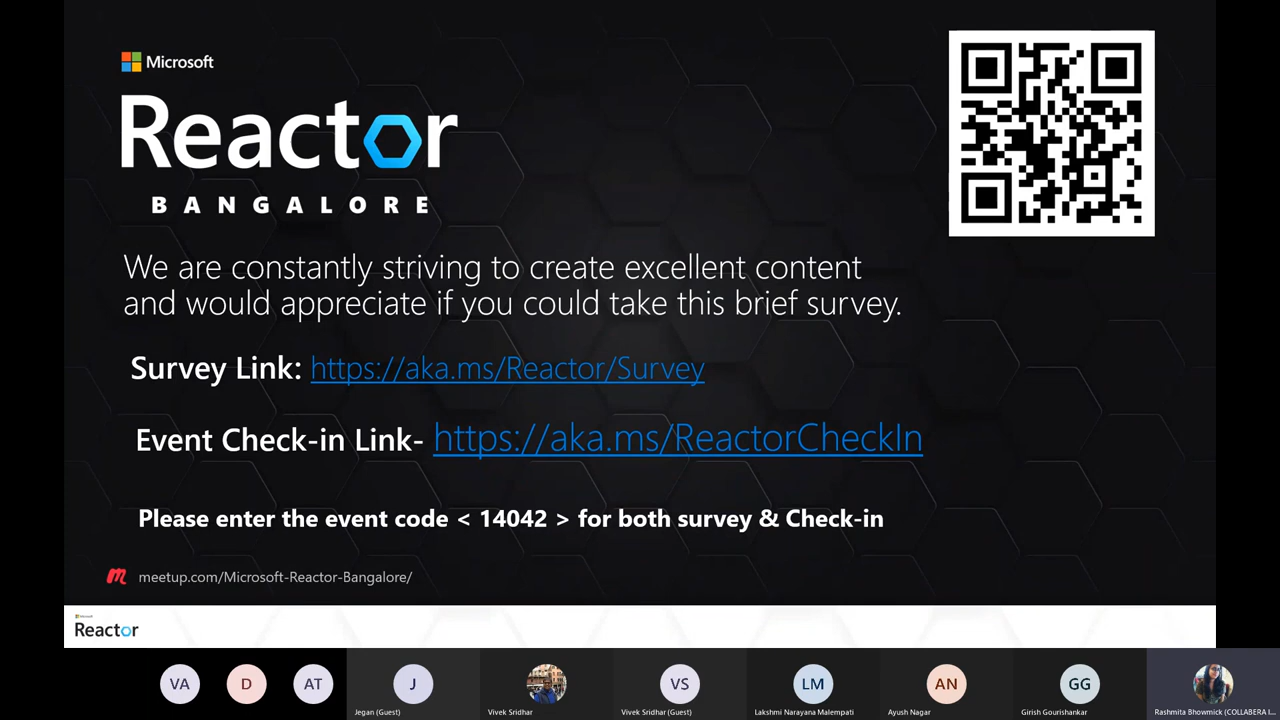 Microsoft
Reactor
BANGALORE
We are constantly striving to create excellent content
and would appreciate if you could take this brief survey.
Survey Link: https://aka.ms/Reactor/Survey
Event Check-in Link- https://aka.ms/ReactorCheckIn
Please enter the event code < 14042 > for both survey & Check-in
meetup.com/Microsoft-Reactor-Bangalore/
Microsoft
Reactor
VA D AT J VS LM AN GG
Jegan (Guest) Vivek Sridhar Vivek Sridhar (Guest) Lakshmi Narayana Malempati Ayush Nagar Girish Gourishankar Rashmita Bhowmick (COLLABERA I...